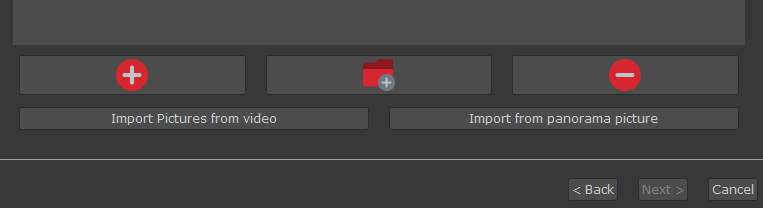 Import Pictures from video
Import from panorama picture
< Back
Next >
Cancel